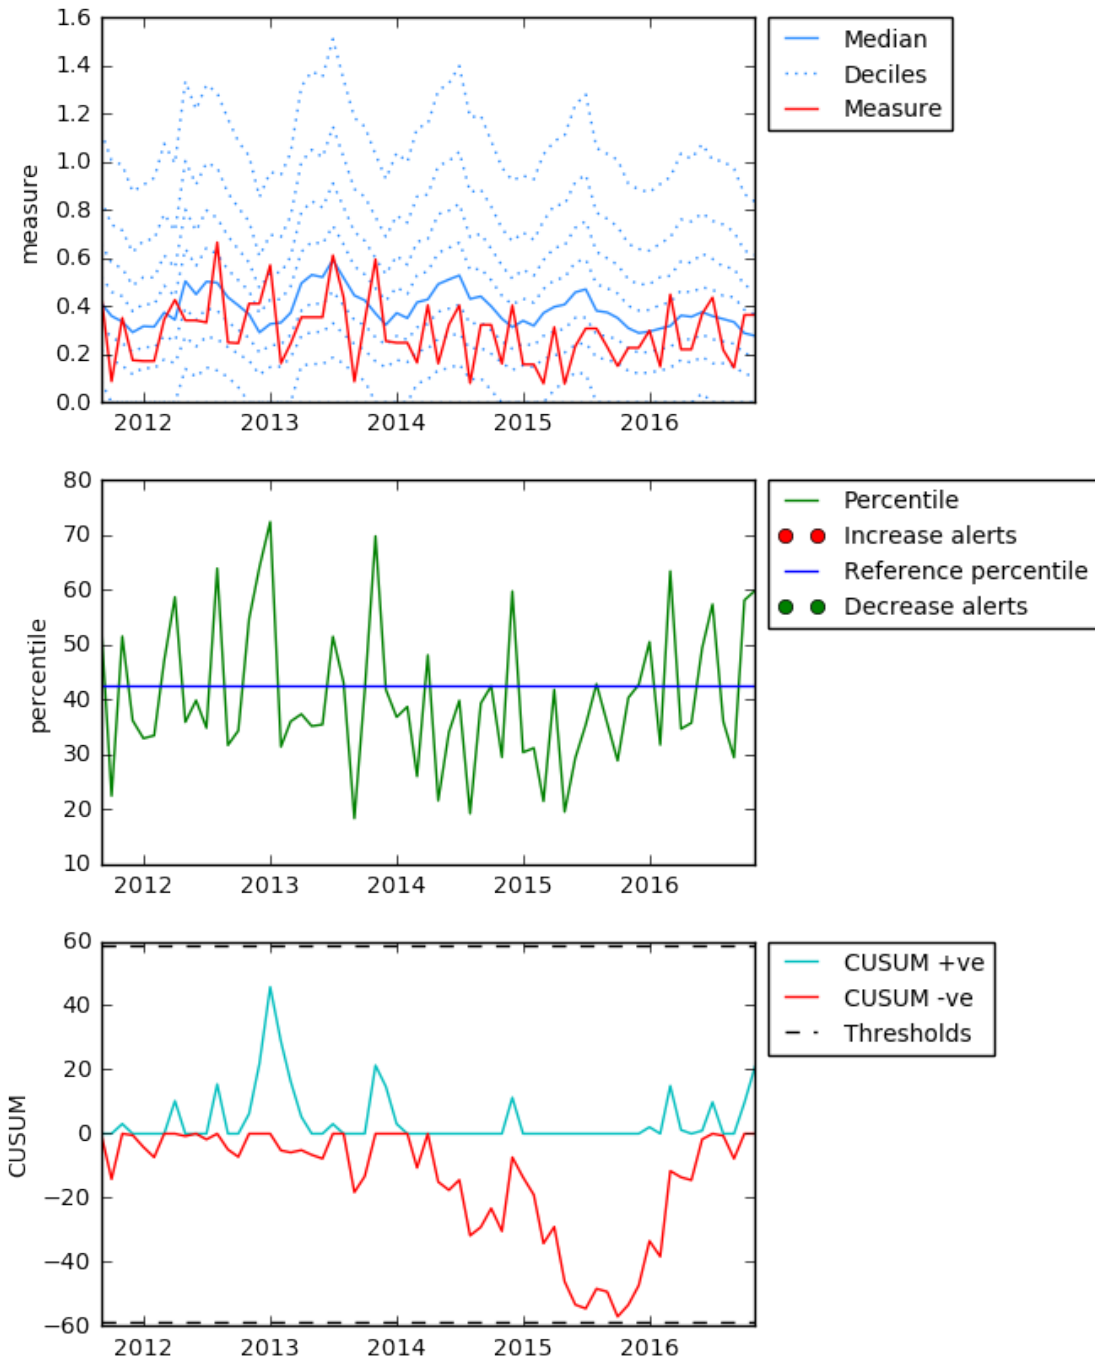 1.6
1.4
1.2
1.0
0.8
0.6
0.4
0.2
0.0
measure
2012 2013 2014 2015 2016
Median
Deciles
Measure
80
70
60
50
40
30
20
10
percentile
2012 2013 2014 2015 2016
Percentile
Increase alerts
Reference percentile
Decrease alerts
60
40
20
0
−20
−40
−60
CUSUM
2012 2013 2014 2015 2016
CUSUM +ve
CUSUM -ve
Thresholds